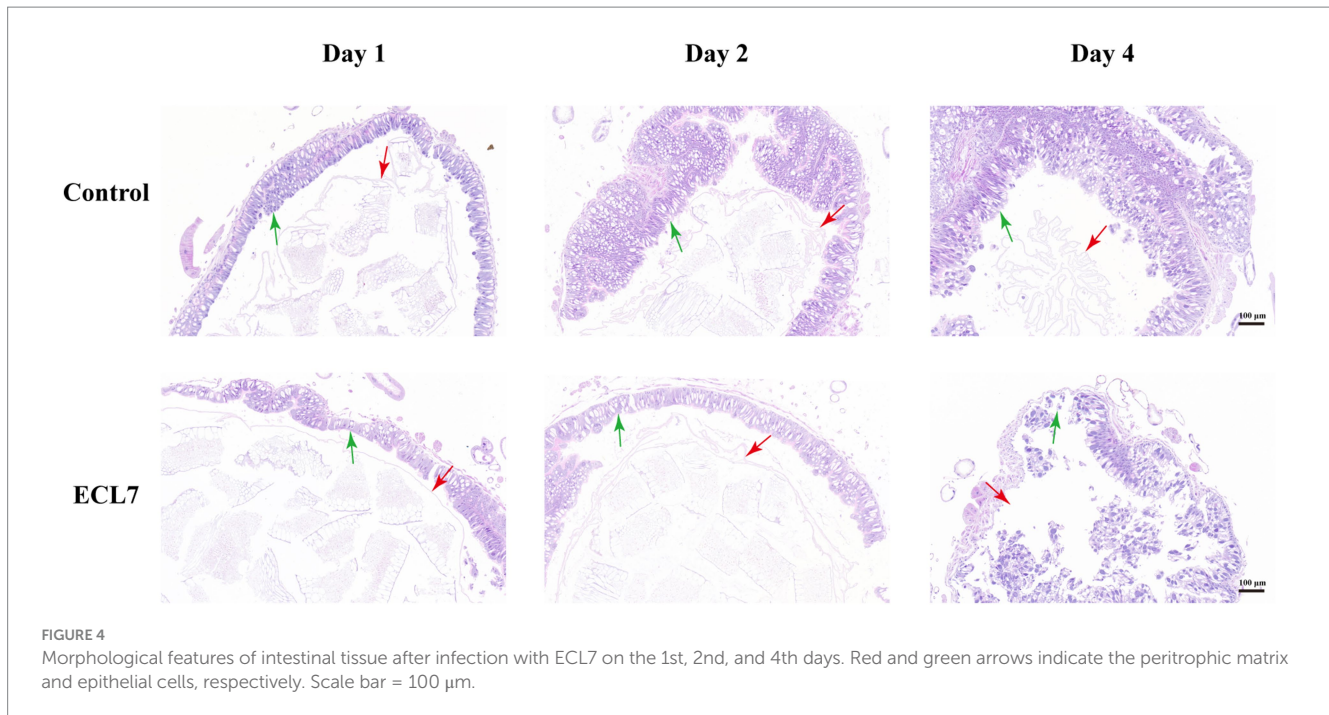 Day 1
Day 2
Day 4
Control
100 μm
ECL7
100 μm
FIGURE 4
Morphological features of intestinal tissue after infection with ECL7 on the 1st, 2nd, and 4th days. Red and green arrows indicate the peritrophic matrix
and epithelial cells, respectively. Scale bar = 100 μm.